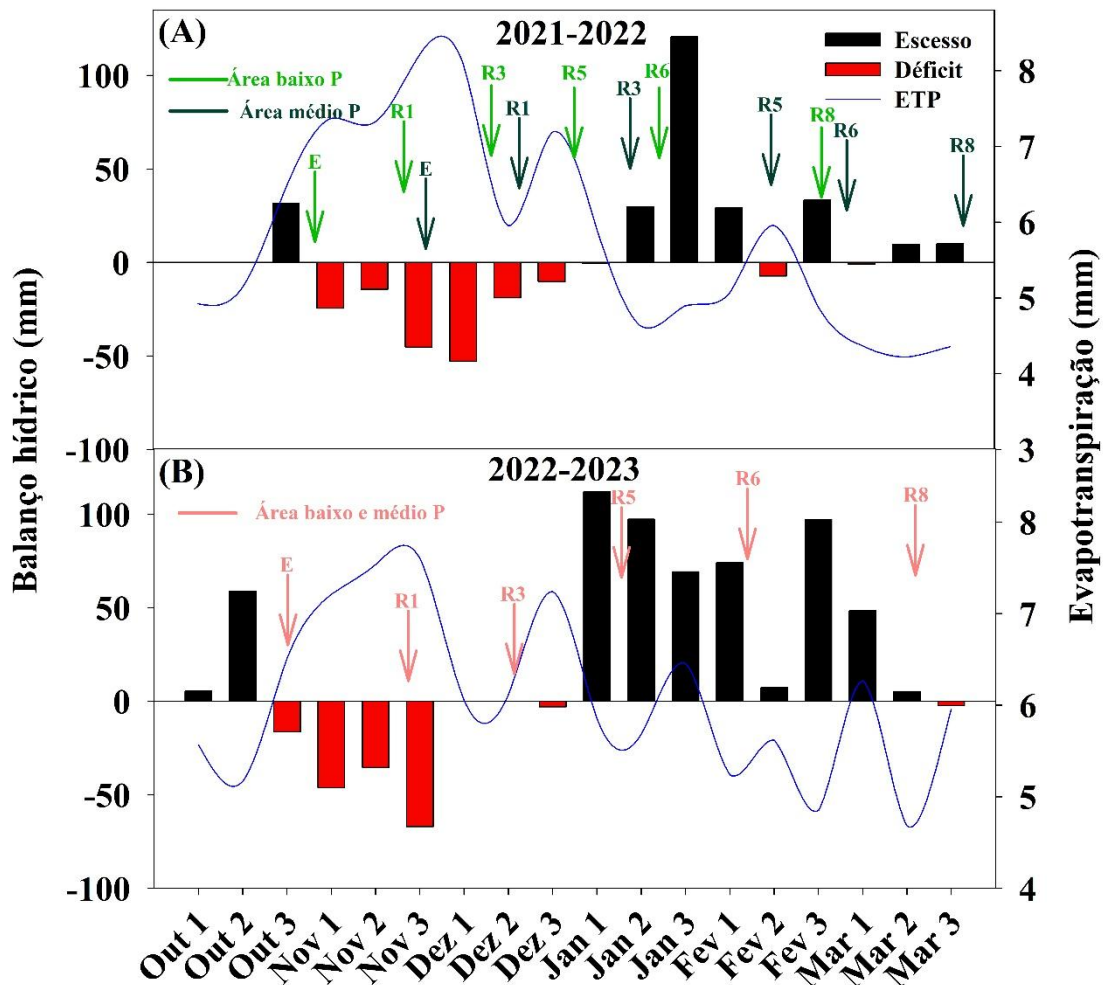 (A)
2021-2022
Escesso
Déficit
ETP
Área baixo P
Área médio P
E
R1
E
R3
R1
R5
R3
R6
R5
R8
R6
R8
100
50
0
-50
-100
8
7
6
5
4
3
Balanço hídrico (mm)
Evapotranspiração (mm)
(B)
2022-2023
Área baixo e médio P
E
R1
R3
R5
R6
R8
100
50
0
-50
-100
8
7
6
5
4
Out 1
Out 2
Out 3
Nov 1
Nov 2
Nov 3
Dez 1
Dez 2
Dez 3
Jan 1
Jan 2
Jan 3
Fev 1
Fev 2
Fev 3
Mar 1
Mar 2
Mar 3